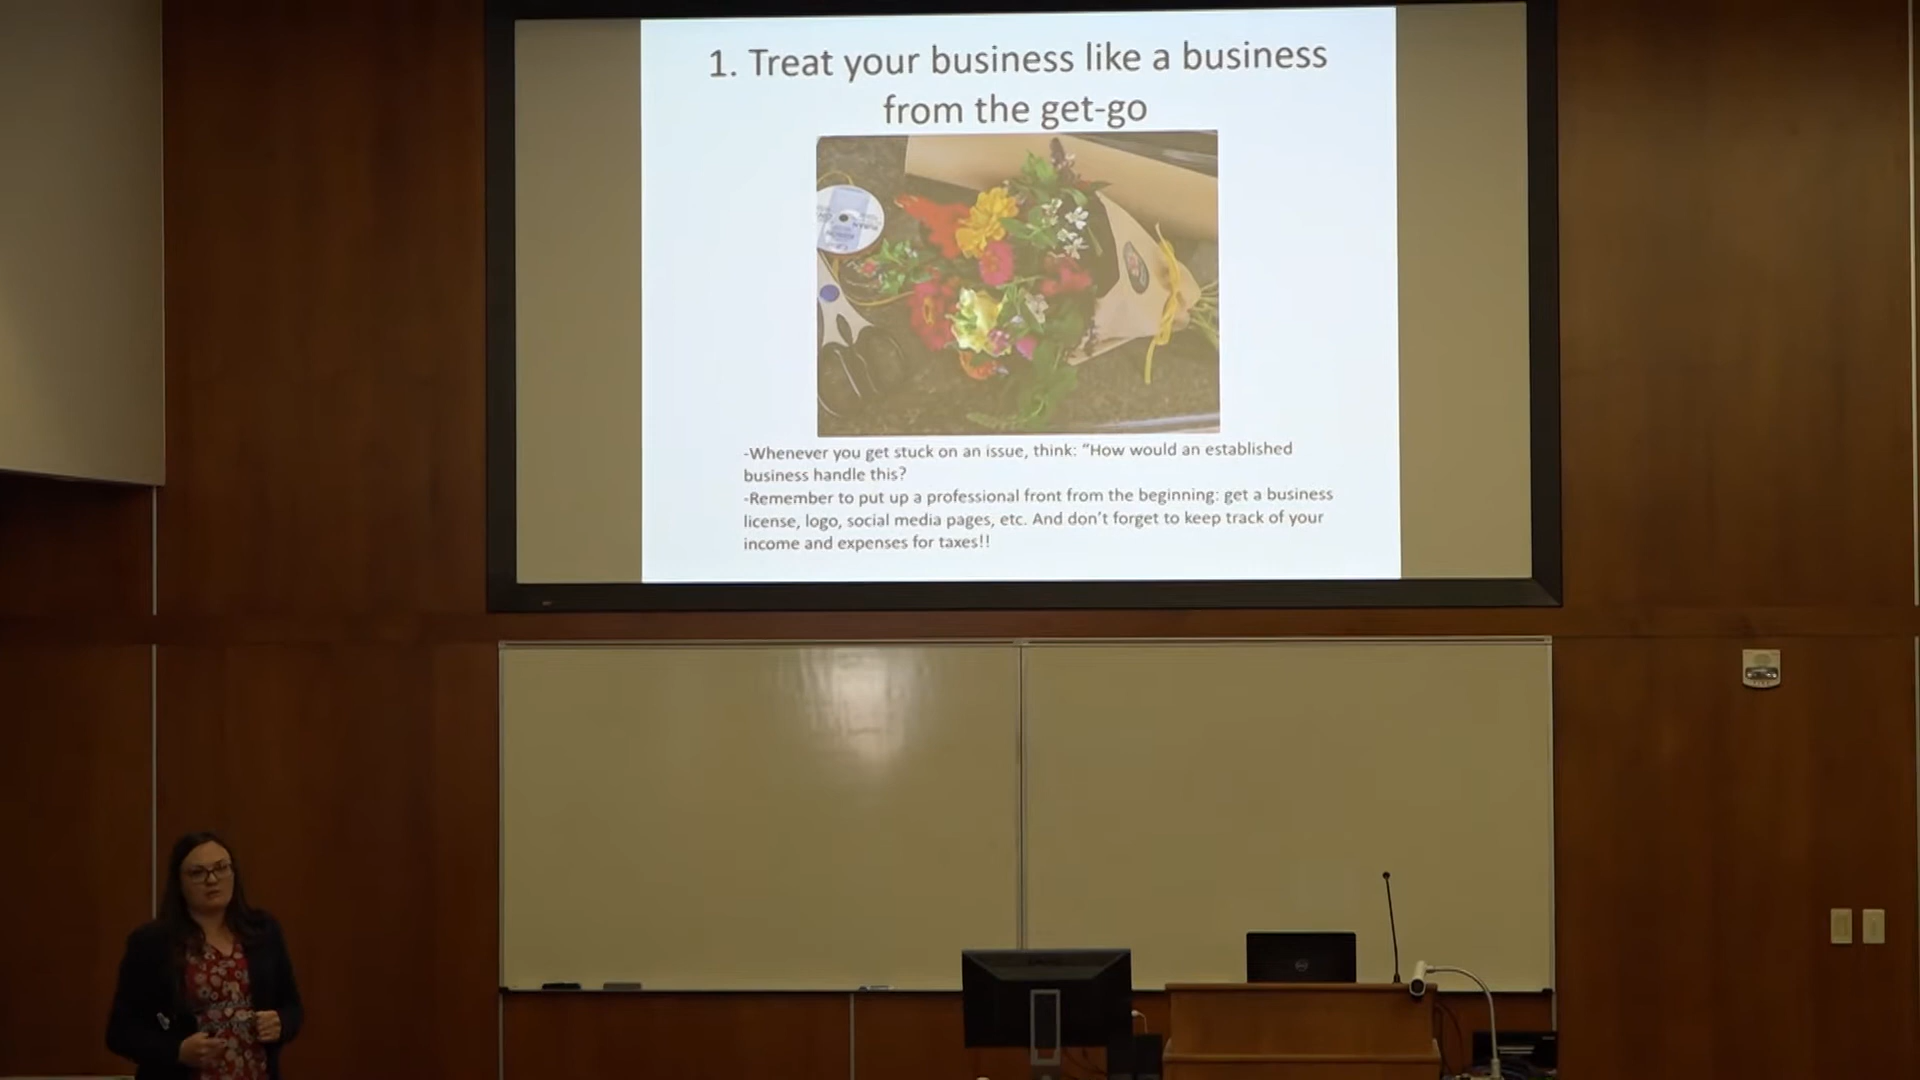 1. Treat your business like a business
from the get-go
-Whenever you get stuck on an issue, think: “How would an established
business handle this?
-Remember to put up a professional front from the beginning: get a business
license, logo, social media pages, etc. And don’t forget to keep track of your
income and expenses for taxes!!